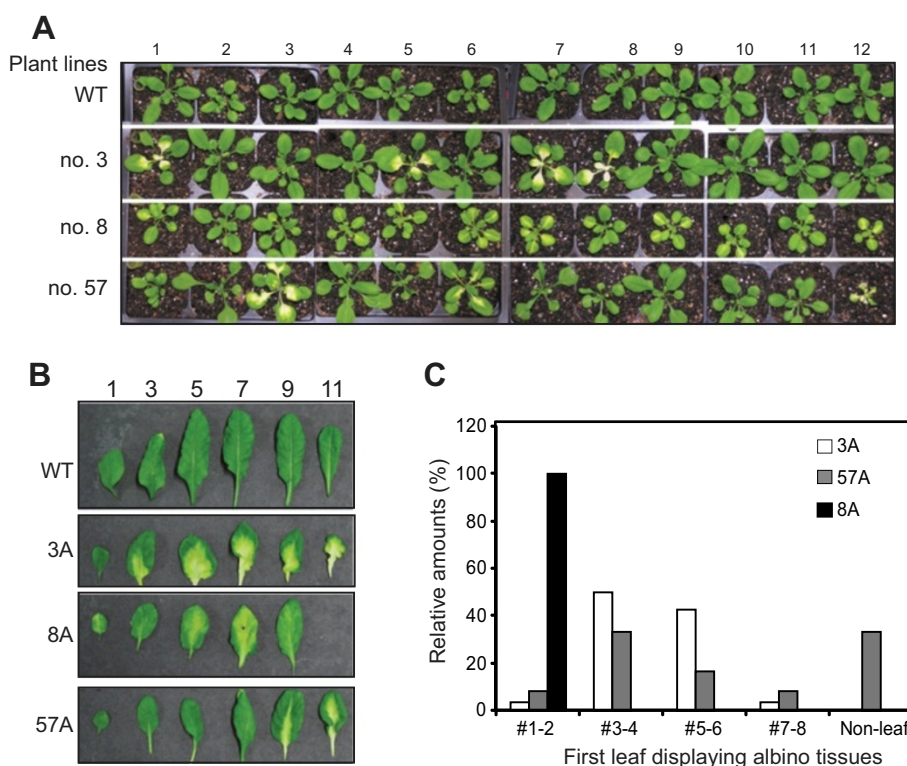 A
1 2 3 4 5 6 7 8 9 10 11 12
Plant lines
WT
no. 3
no. 8
no. 57
B
1 3 5 7 9 11
WT
3A
8A
57A
C
120
100
80
60
40
20
0
Relative amounts (%)
3A
57A
8A
#1-2 #3-4 #5-6 #7-8 Non-leaf
First leaf displaying albino tissues